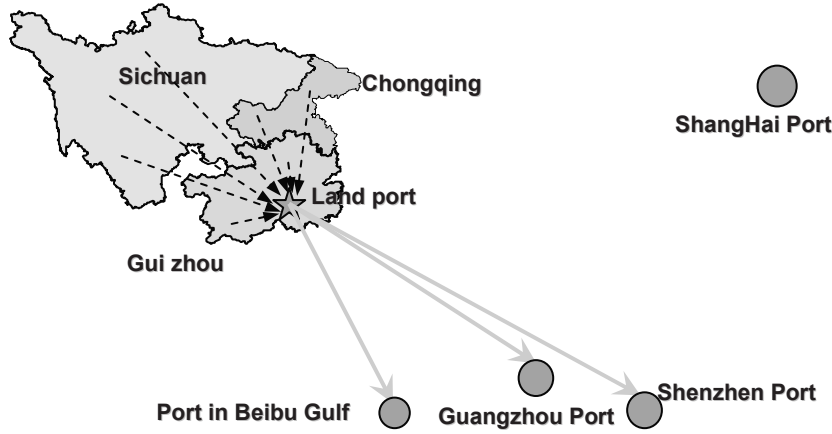 Sichuan
Chongqing
ShangHai Port
Land port
Gui zhou
Port in Beibu Gulf
Guangzhou Port
Shenzhen Port